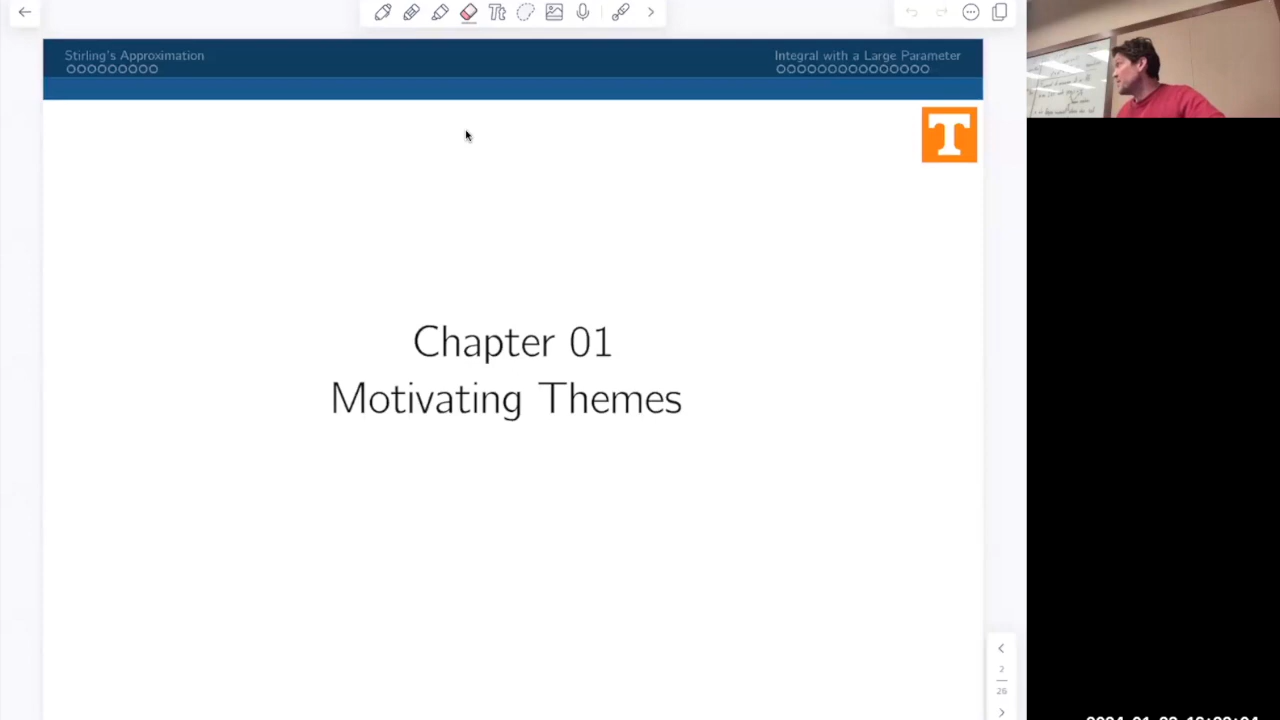 Stirling's Approximation
Integral with a Large Parameter
T
Chapter 01
Motivating Themes
2
26